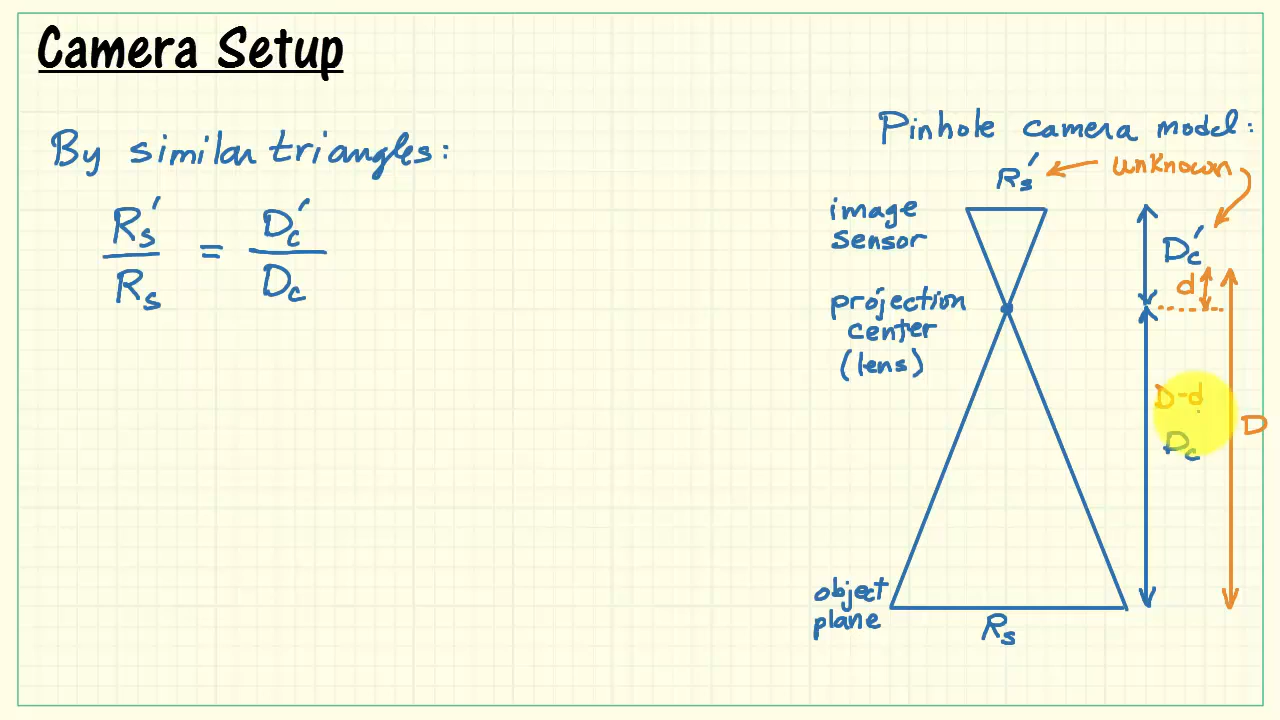 Camera Setup
By similar triangles:
Rs' / Rs = Dc' / Dc
Pinhole camera model:
Rs' unknown
image
sensor
Dc'
d
projection
center
(lens)
D-d
D
Dc
object
plane
Rs